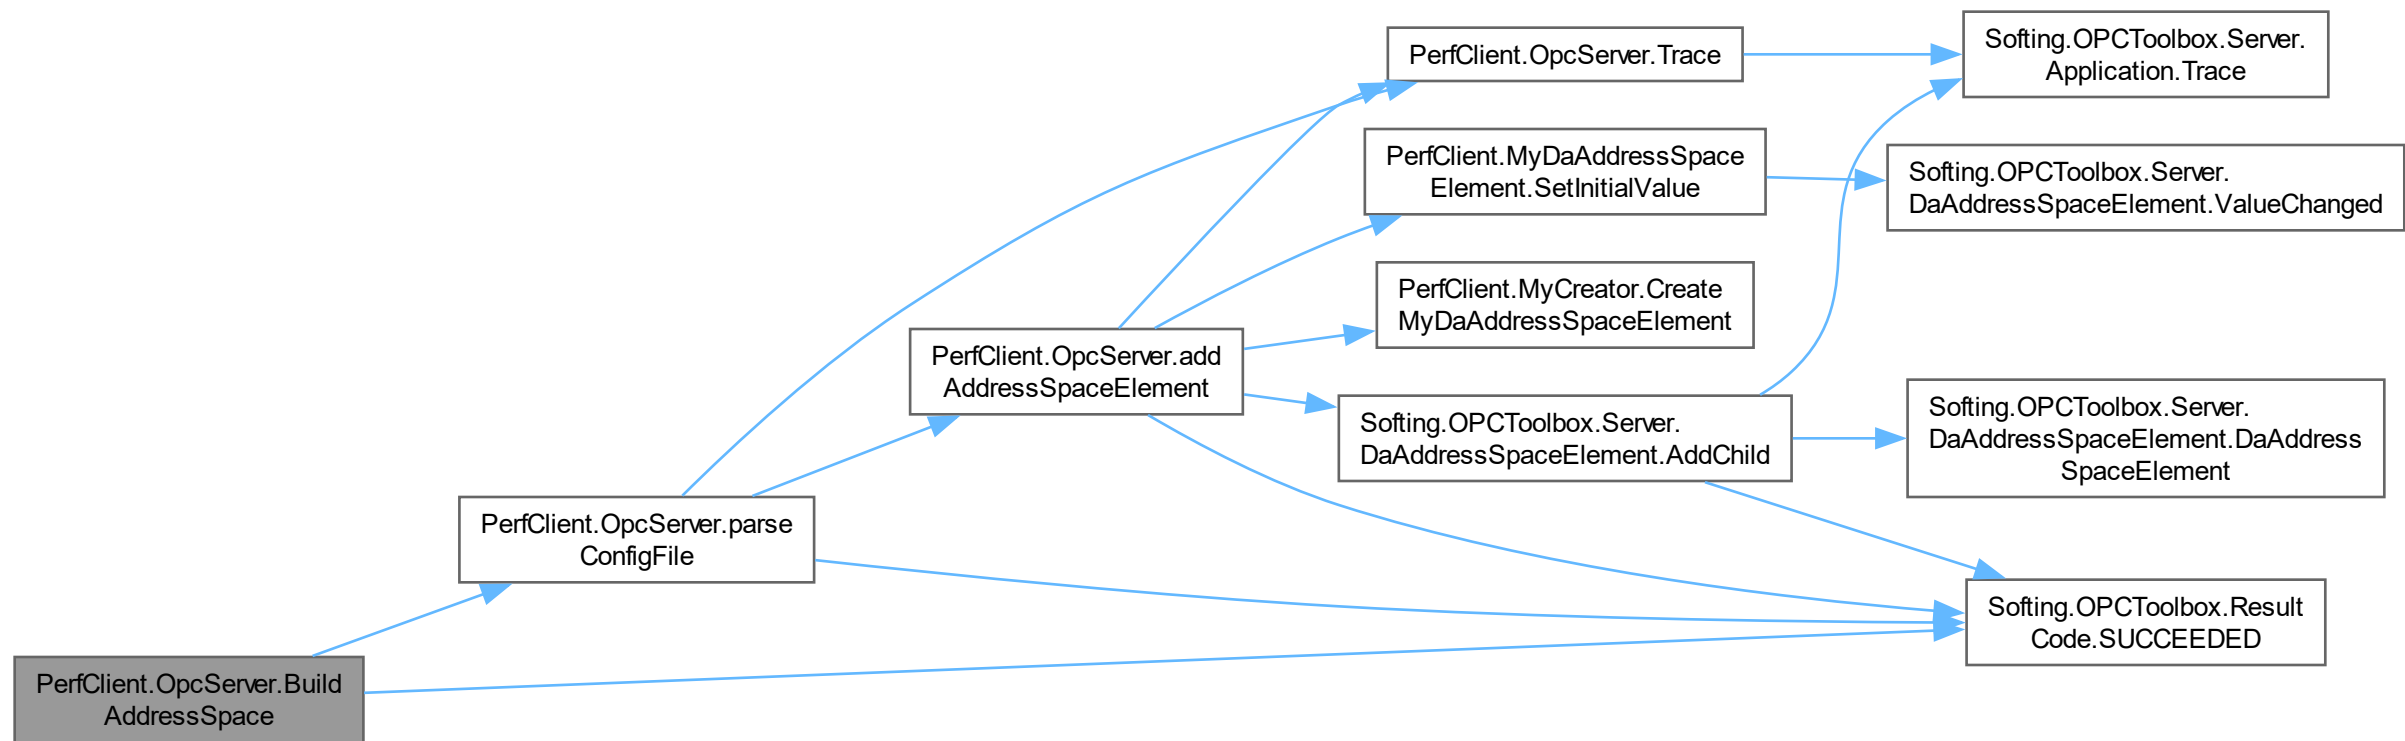 PerfClient.OpcServer.Trace
Softing.OPCToolbox.Server.
Application.Trace
PerfClient.MyDaAddressSpace
Element.SetInitialValue
Softing.OPCToolbox.Server.
DaAddressSpaceElement.ValueChanged
PerfClient.MyCreator.Create
MyDaAddressSpaceElement
PerfClient.OpcServer.add
AddressSpaceElement
Softing.OPCToolbox.Server.
DaAddressSpaceElement.AddChild
Softing.OPCToolbox.Server.
DaAddressSpaceElement.DaAddress
SpaceElement
PerfClient.OpcServer.parse
ConfigFile
Softing.OPCToolbox.Result
Code.SUCCEEDED
PerfClient.OpcServer.Build
AddressSpace